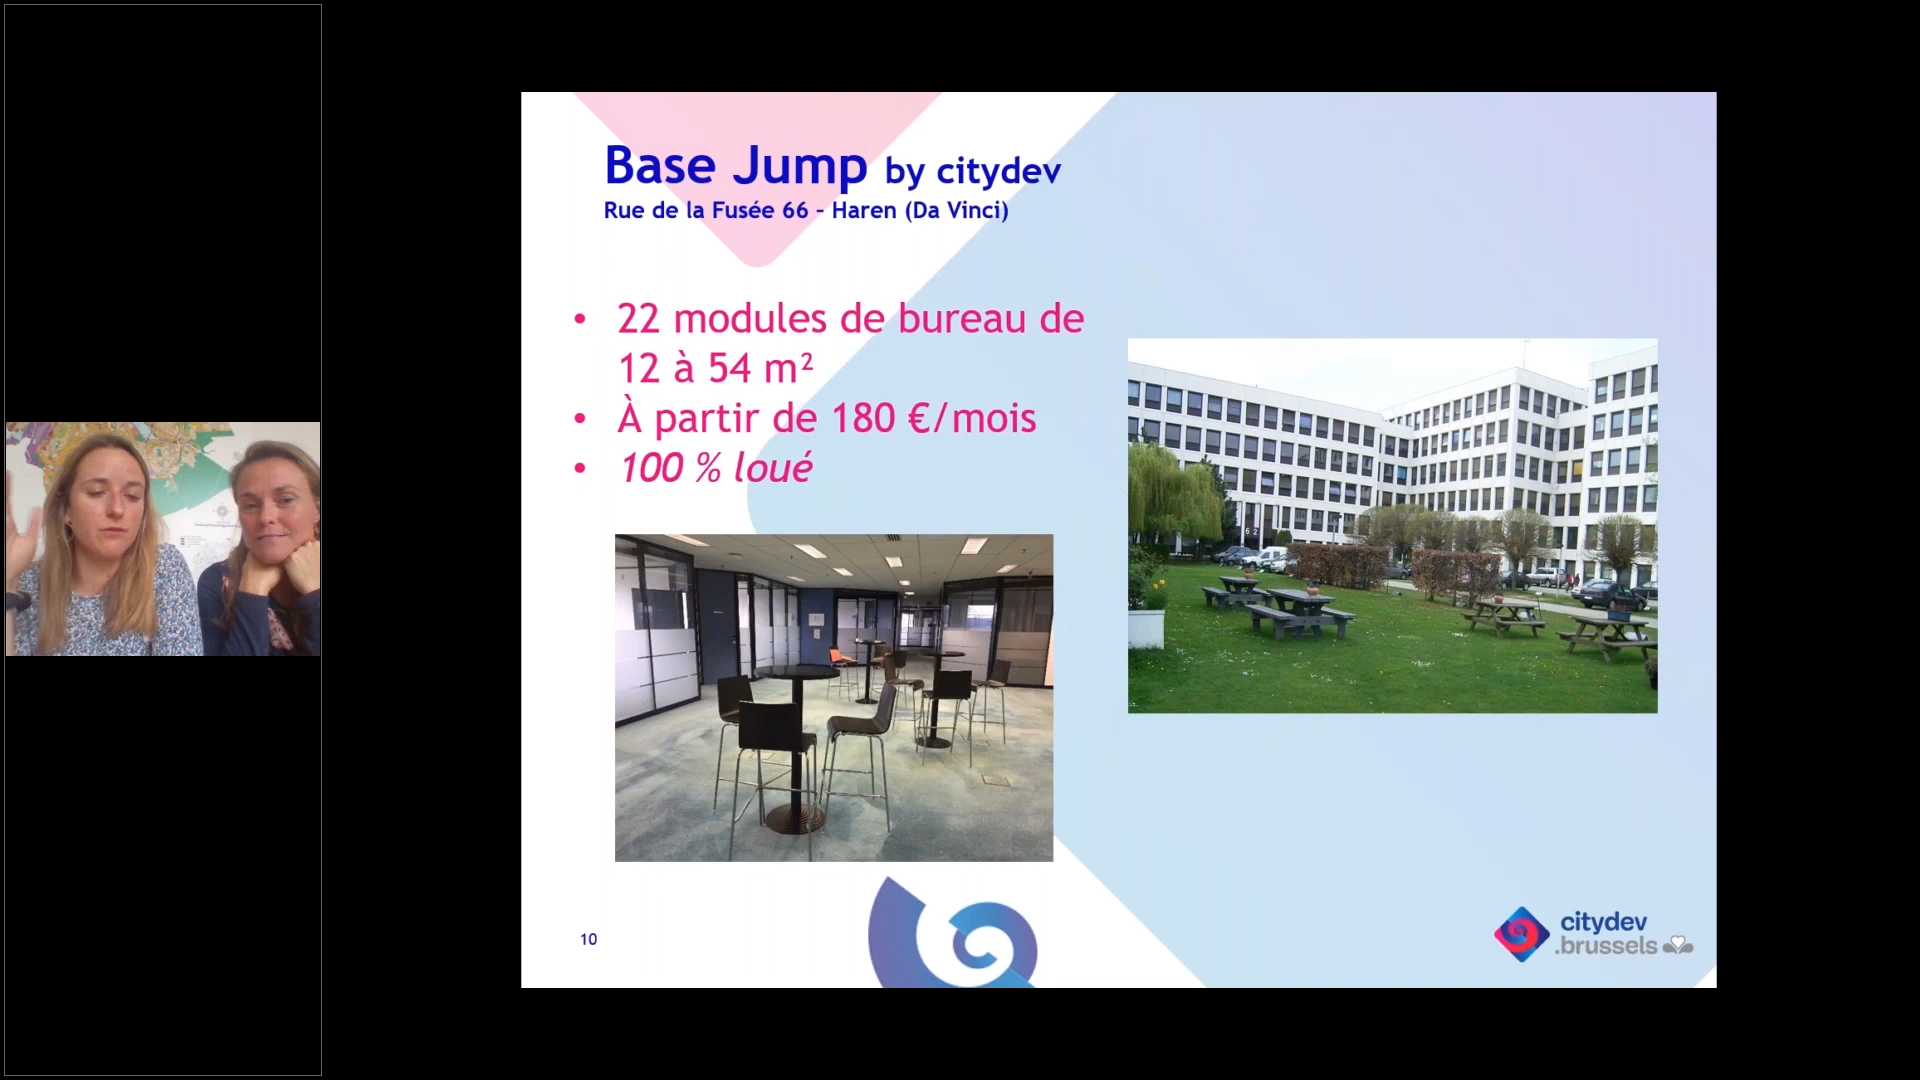 Base Jump by citydev
Rue de la Fusée 66 – Haren (Da Vinci)
• 22 modules de bureau de
12 à 54 m²
• À partir de 180 €/mois
• 100 % loué
62
10
citydev
.brussels